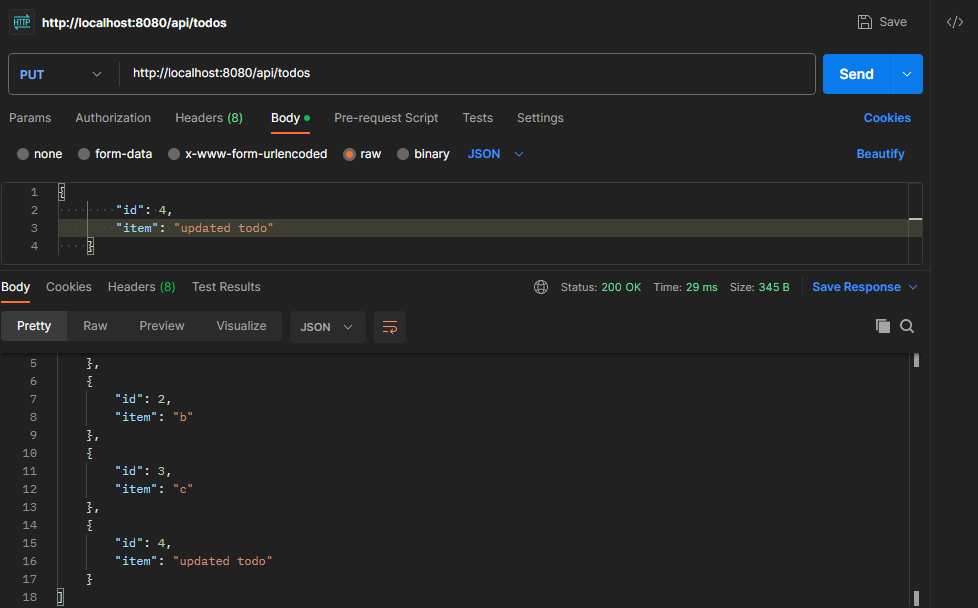 HTTP http://localhost:8080/api/todos Save </>
PUT http://localhost:8080/api/todos Send
Params Authorization Headers (8) Body Pre-request Script Tests Settings Cookies
none form-data x-www-form-urlencoded raw binary JSON Beautify
1 {
2 "id": 4,
3 "item": "updated todo"
4 }
Body Cookies Headers (8) Test Results Status: 200 OK Time: 29 ms Size: 345 B Save Response
Pretty Raw Preview Visualize JSON
5 },
6 {
7 "id": 2,
8 "item": "b"
9 },
10 {
11 "id": 3,
12 "item": "c"
13 },
14 {
15 "id": 4,
16 "item": "updated todo"
17 }
18 ]